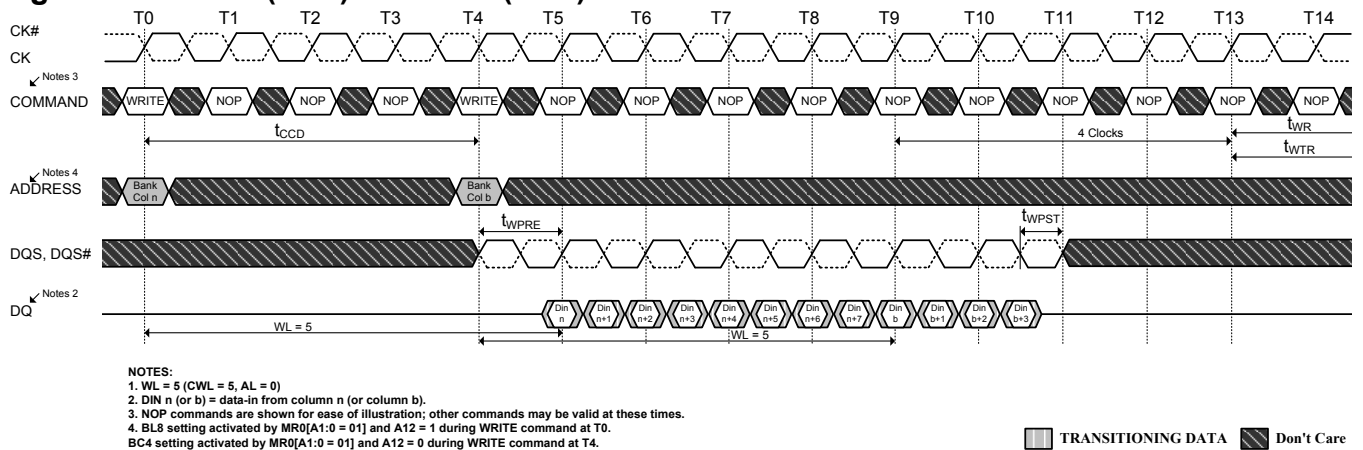 T0 T1 T2 T3 T4 T5 T6 T7 T8 T9 T10 T11 T12 T13 T14
CK#
CK
Notes 3
COMMAND WRITE NOP NOP NOP WRITE NOP NOP NOP NOP NOP NOP NOP NOP NOP NOP
tCCD 4 Clocks tWR
tWTR
Notes 4
ADDRESS Bank Col n Bank Col b
tWPRE tWPST
DQS, DQS#
Notes 2
DQ Din n Din n+1 Din n+2 Din n+3 Din n+4 Din n+5 Din n+6 Din n+7 Din b Din b+1 Din b+2 Din b+3
WL = 5 WL = 5
NOTES:
1. WL = 5 (CWL = 5, AL = 0)
2. DIN n (or b) = data-in from column n (or column b).
3. NOP commands are shown for ease of illustration; other commands may be valid at these times.
4. BL8 setting activated by MR0[A1:0 = 01] and A12 = 1 during WRITE command at T0.
BC4 setting activated by MR0[A1:0 = 01] and A12 = 0 during WRITE command at T4.
TRANSITIONING DATA Don't Care